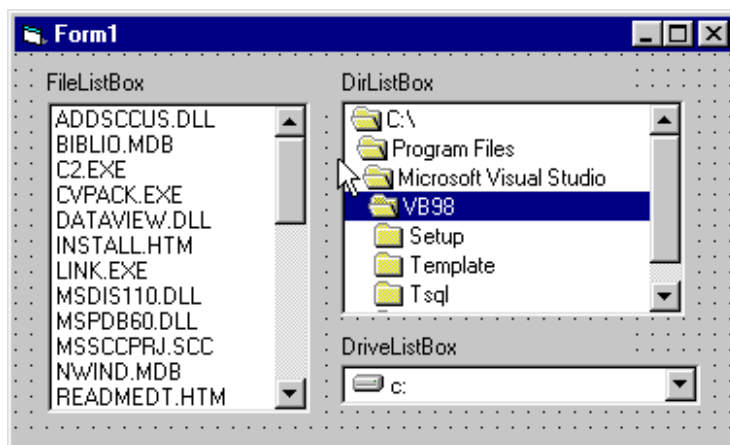 Form1
FileListBox
ADDSCCUS.DLL
BIBLIO.MDB
C2.EXE
CVPACK.EXE
DATAVIEW.DLL
INSTALL.HTM
LINK.EXE
MSDIS110.DLL
MSPDB60.DLL
MSSCCPRJ.SCC
NWIND.MDB
READMEDT.HTM
DirListBox
C:\
Program Files
Microsoft Visual Studio
VB98
Setup
Template
Tsql
DriveListBox
c: